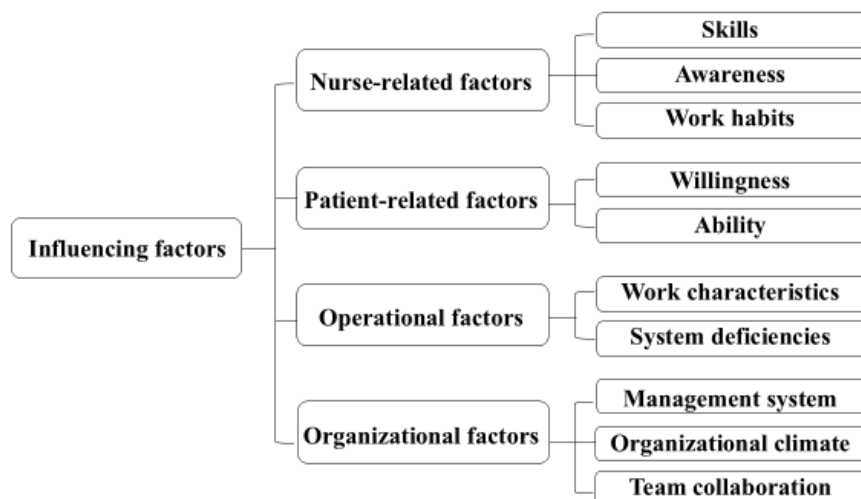 Influencing factors
Nurse-related factors
Skills
Awareness
Work habits
Patient-related factors
Willingness
Ability
Operational factors
Work characteristics
System deficiencies
Organizational factors
Management system
Organizational climate
Team collaboration